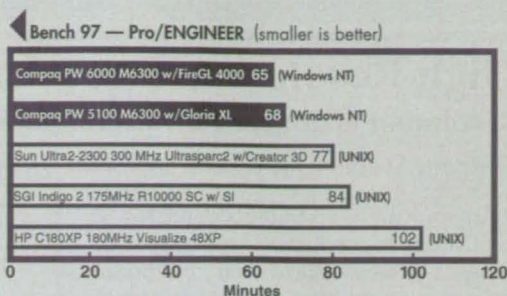 Bench 97 — Pro/ENGINEER (smaller is better)
Compaq PW 6000 M6300 w/FireGL 4000 65 (Windows NT)
Compaq PW 5100 M6300 w/Gloria XL 68 (Windows NT)
Sun Ultra2-2300 300 MHz Ultrasparc2 w/Creator 3D 77 (UNIX)
SGI Indigo 2 175MHz R10000 SC w/ SI 84 (UNIX)
HP C180XP 180MHz Visualize 48XP 102 (UNIX)
0 20 40 60 80 100 120
Minutes